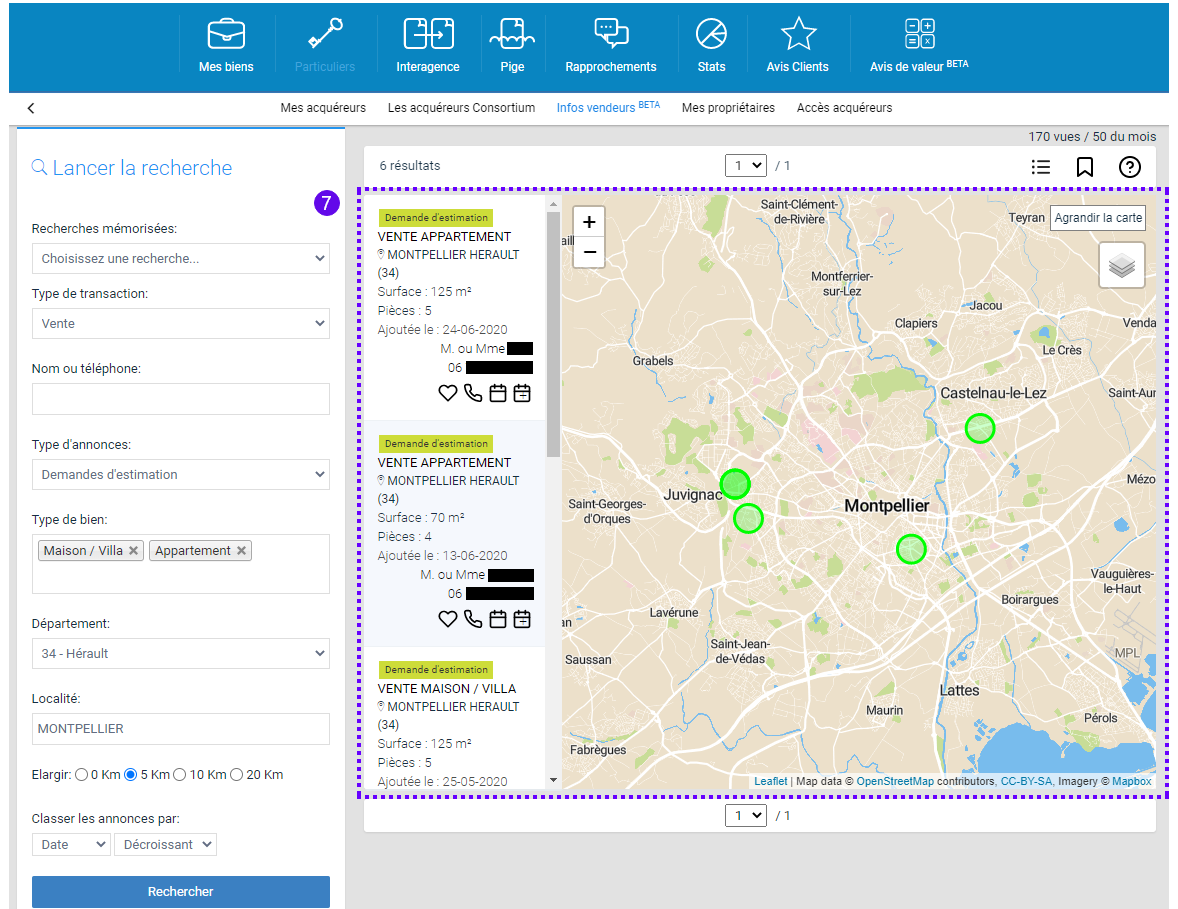 Mes biens
Particuliers
Interagence
Pige
Rapprochements
Stats
Avis Clients
Avis de valeur BETA
Mes acquéreurs
Les acquéreurs Consortium
Infos vendeurs BETA
Mes propriétaires
Accès acquéreurs
170 vues / 50 du mois
Lancer la recherche
7
Recherches mémorisées:
Choisissez une recherche...
Type de transaction:
Vente
Nom ou téléphone:
Type d'annonces:
Demandes d'estimation
Type de bien:
Maison / Villa
Appartement
Département:
34 - Hérault
Localité:
MONTPELLIER
Elargir: 0 Km 5 Km 10 Km 20 Km
Classer les annonces par:
Date
Décroissant
Rechercher
6 résultats
1 / 1
Demande d'estimation
VENTE APPARTEMENT
MONTPELLIER HERAULT
(34)
Surface : 125 m²
Pièces : 5
Ajoutée le : 24-06-2020
M. ou Mme
06
Demande d'estimation
VENTE APPARTEMENT
MONTPELLIER HERAULT
(34)
Surface : 70 m²
Pièces : 4
Ajoutée le : 13-06-2020
M. ou Mme
06
Demande d'estimation
VENTE MAISON / VILLA
MONTPELLIER HERAULT
(34)
Surface : 125 m²
Pièces : 5
Ajoutée le : 25-05-2020
+
−
Saint-Clément-
de-Rivière
Teyran
Agrandir la carte
Montferrier-
sur-Lez
Jacou
Clapiers
Venda
Le Crès
Grabels
Castelnau-le-Lez
Saint-Aur
Mézo
Juvignac
Saint-Georges-
d'Orques
Montpellier
Vauguières-
le-Haut
Boirargues
Lavérune
Saint-Jean-
de-Védas
Saussan
MPL
Lattes
Maurin
Pérols
Fabrègues
Leaflet | Map data © OpenStreetMap contributors, CC-BY-SA, Imagery © Mapbox
1 / 1